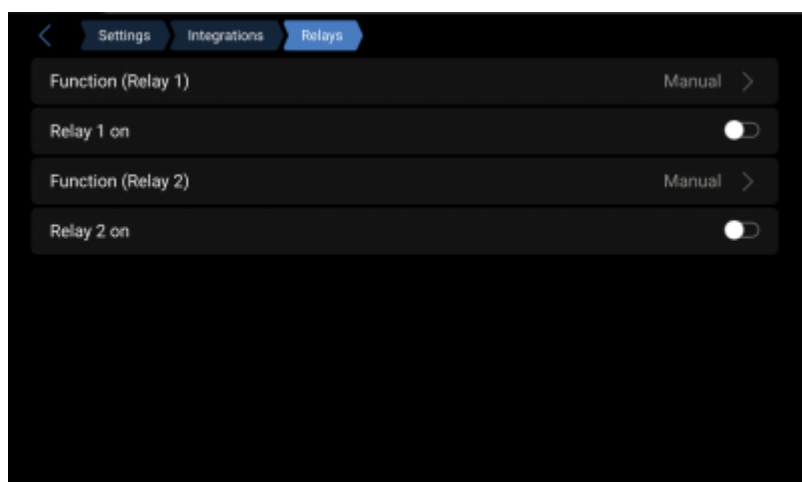 Settings Integrations Relays
Function (Relay 1) Manual
Relay 1 on
Function (Relay 2) Manual
Relay 2 on